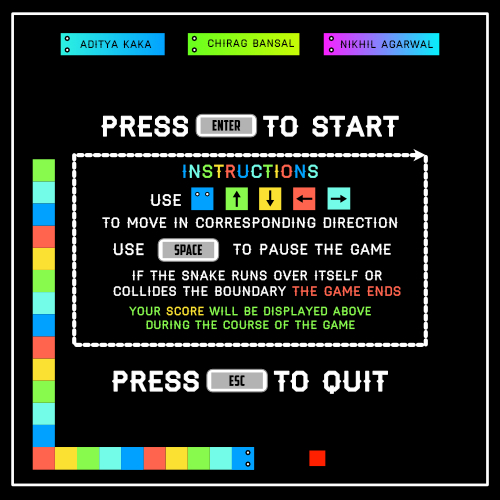 ADITYA KAKA CHIRAG BANSAL NIKHIL AGARWAL
PRESS ENTER TO START
INSTRUCTIONS
USE ↑ ↓ ← →
TO MOVE IN CORRESPONDING DIRECTION
USE SPACE TO PAUSE THE GAME
IF THE SNAKE RUNS OVER ITSELF OR
COLLIDES THE BOUNDARY THE GAME ENDS
YOUR SCORE WILL BE DISPLAYED ABOVE
DURING THE COURSE OF THE GAME
PRESS ESC TO QUIT